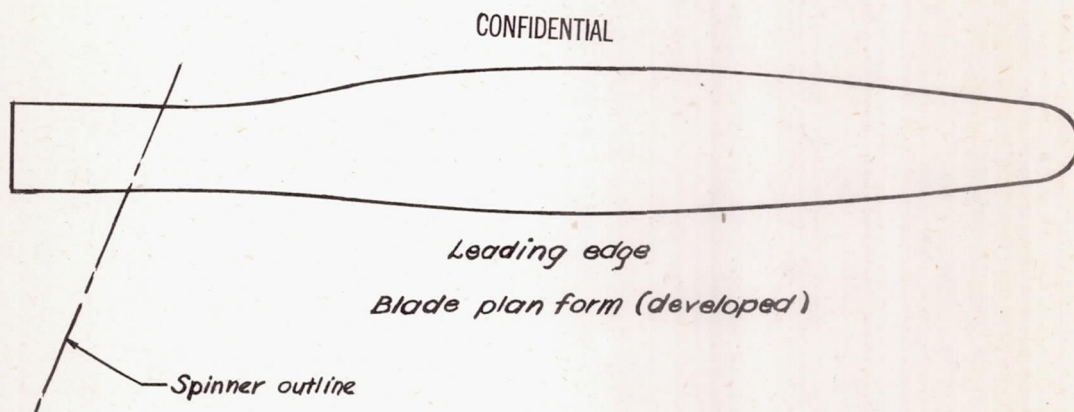 CONFIDENTIAL
Leading edge
Blade plan form (developed)
Spinner outline